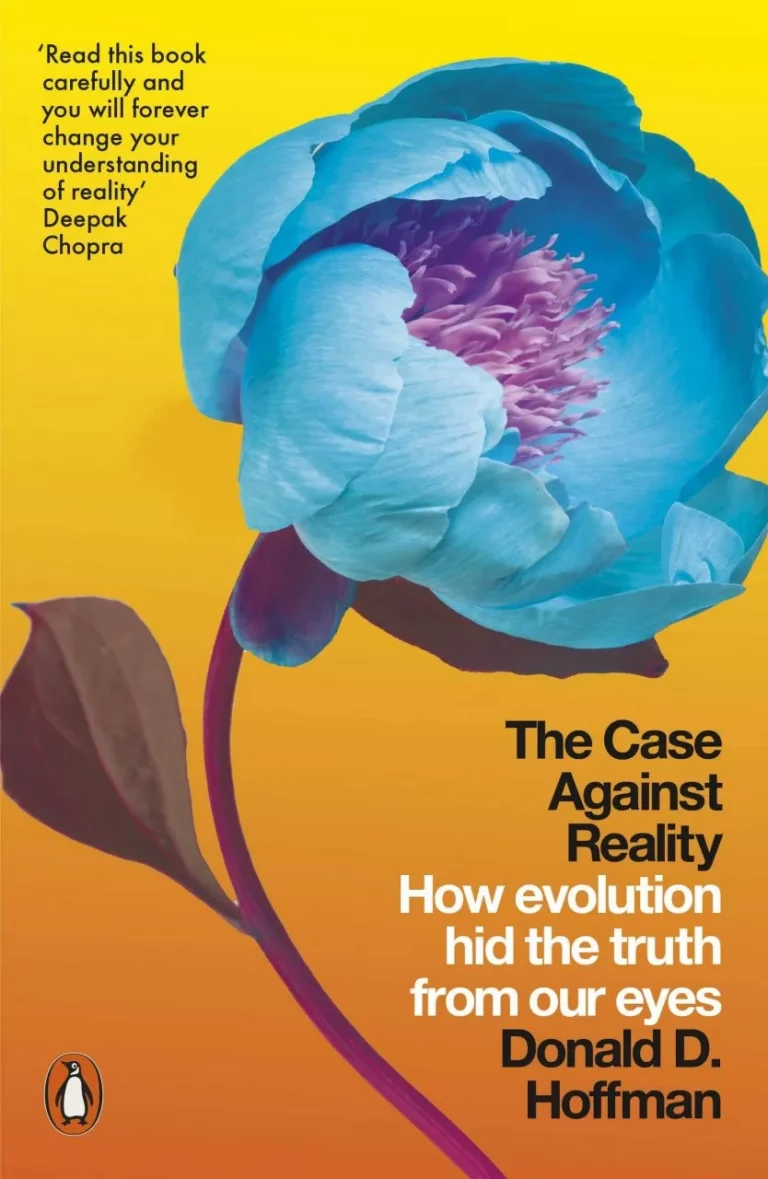 ‘Read this book
carefully and
you will forever
change your
understanding
of reality’
Deepak
Chopra
The Case
Against
Reality
How evolution
hid the truth
from our eyes
Donald D.
Hoffman